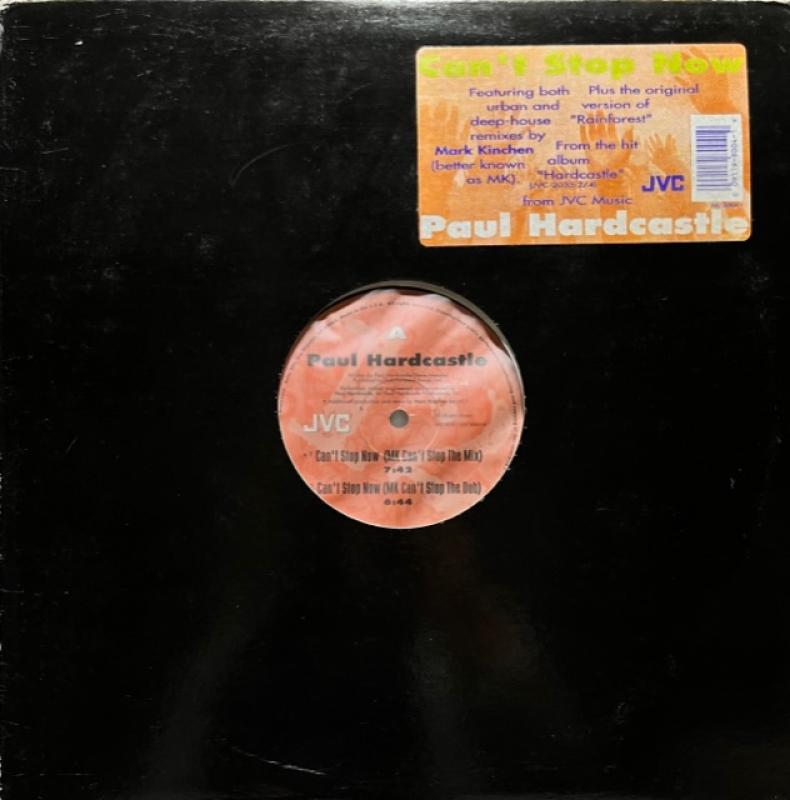 Can't Stop Now
Featuring both
urban and
deep-house
remixes by
Mark Kinchen
(better known
as MK).
Plus the original
version of
"Rainforest"
From the hit
album
"Hardcastle"
from JVC Music
JVC
Paul Hardcastle
A
Paul Hardcastle
JVC
Can't Stop Now (MK Can't Stop The Mix)
7:42
Can't Stop Now (MK Can't Stop The Dub)
6:44